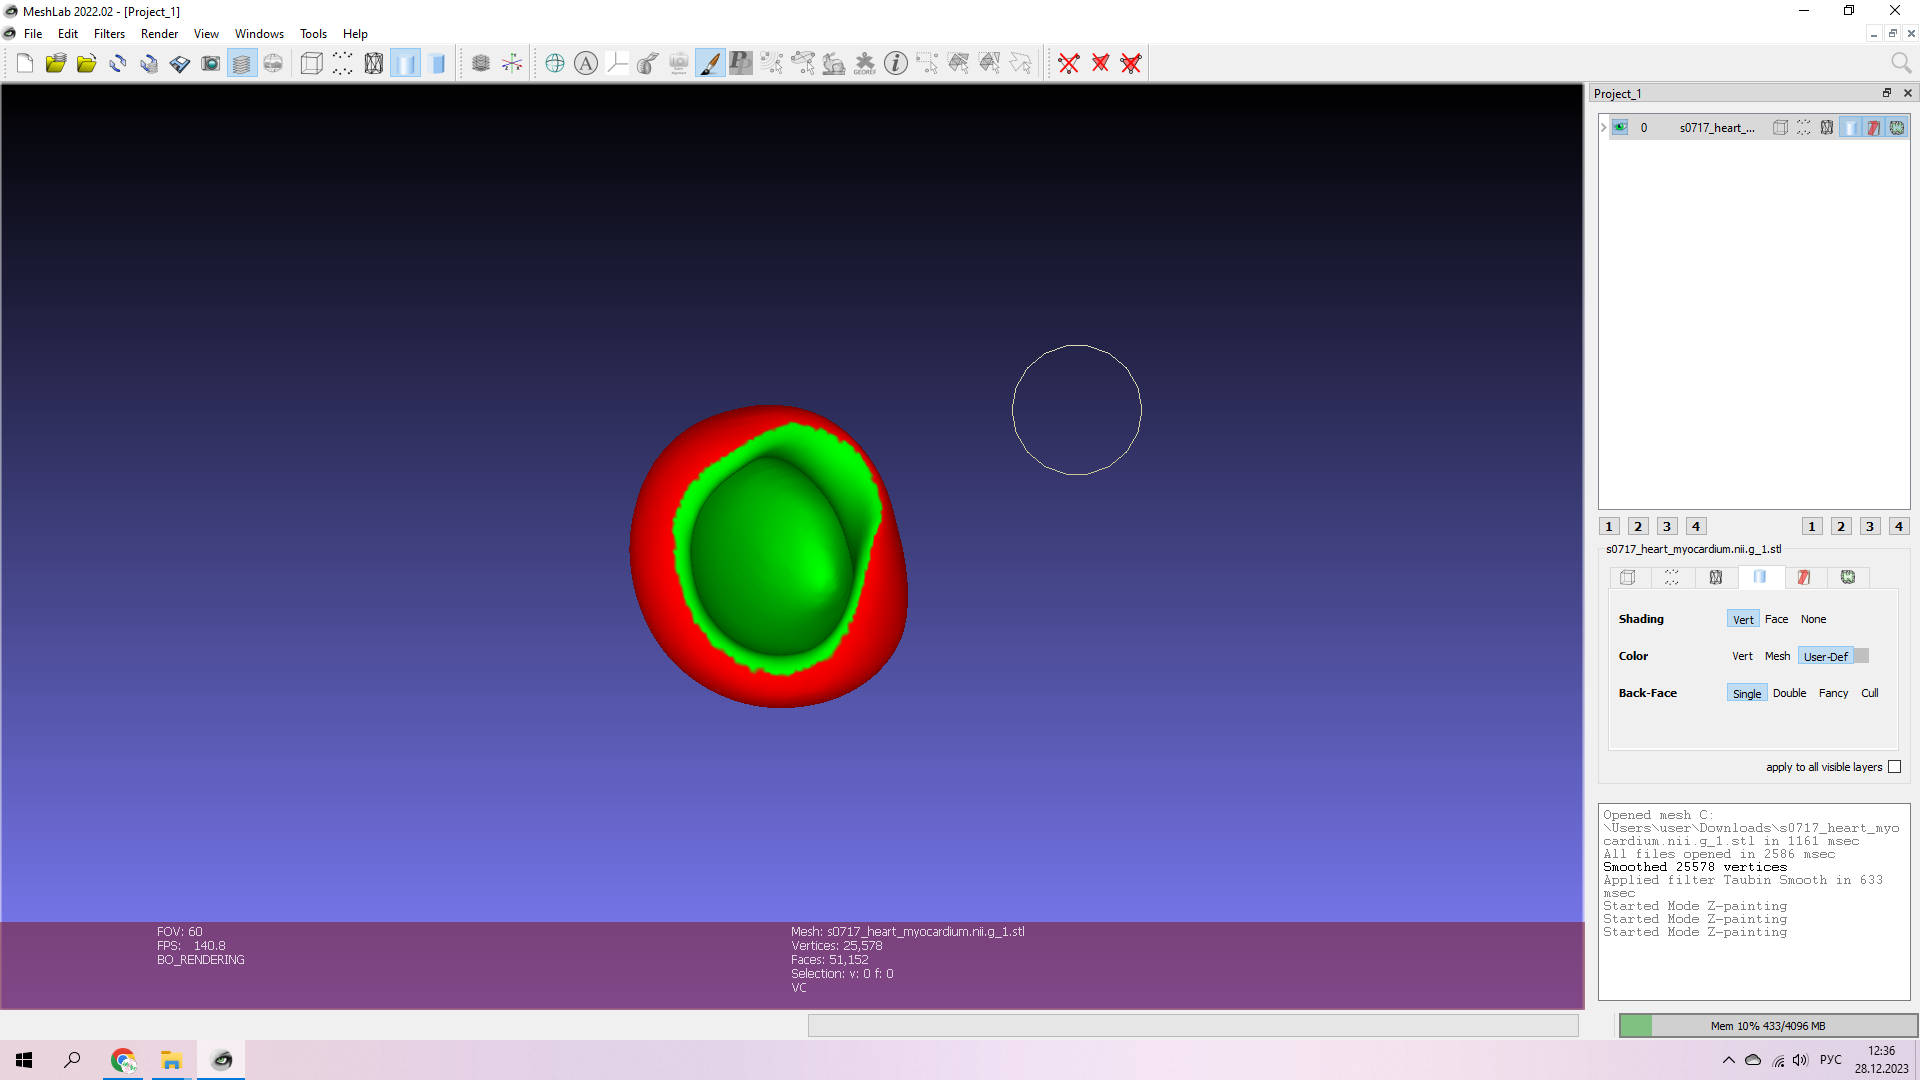 MeshLab 2022.02 - [Project_1]
File Edit Filters Render View Windows Tools Help
A
GEOREF
Project_1
0 s0717_heart_...
1 2 3 4 1 2 3 4
s0717_heart_myocardium.nii.g_1.stl
Shading Vert Face None
Color Vert Mesh User-Def
Back-Face Single Double Fancy Cull
apply to all visible layers
Opened mesh C:
\Users\user\Downloads\s0717_heart_myo
cardium.nii.g_1.stl in 1161 msec
All files opened in 2586 msec
Smoothed 25578 vertices
Applied filter Taubin Smooth in 633
msec
Started Mode Z-painting
Started Mode Z-painting
Started Mode Z-painting
FOV: 60
FPS: 140.8
BO_RENDERING
Mesh: s0717_heart_myocardium.nii.g_1.stl
Vertices: 25,578
Faces: 51,152
Selection: v: 0 f: 0
VC
Mem 10% 433/4096 MB
РУС
12:36
28.12.2023